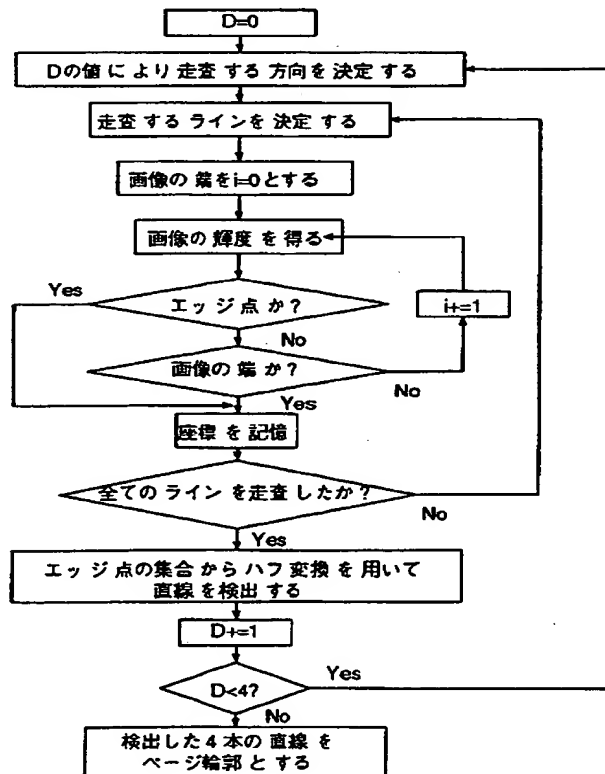 D=0
Dの値により走査する方向を決定する
走査するラインを決定する
画像の端をi=0とする
画像の輝度を得る
Yes
エッジ点か?
i+=1
No
画像の端か?
No
Yes
座標を記憶
全てのラインを走査したか?
No
Yes
エッジ点の集合からハフ変換を用いて
直線を検出する
D+=1
Yes
D<4?
No
検出した4本の直線を
ページ輪郭とする